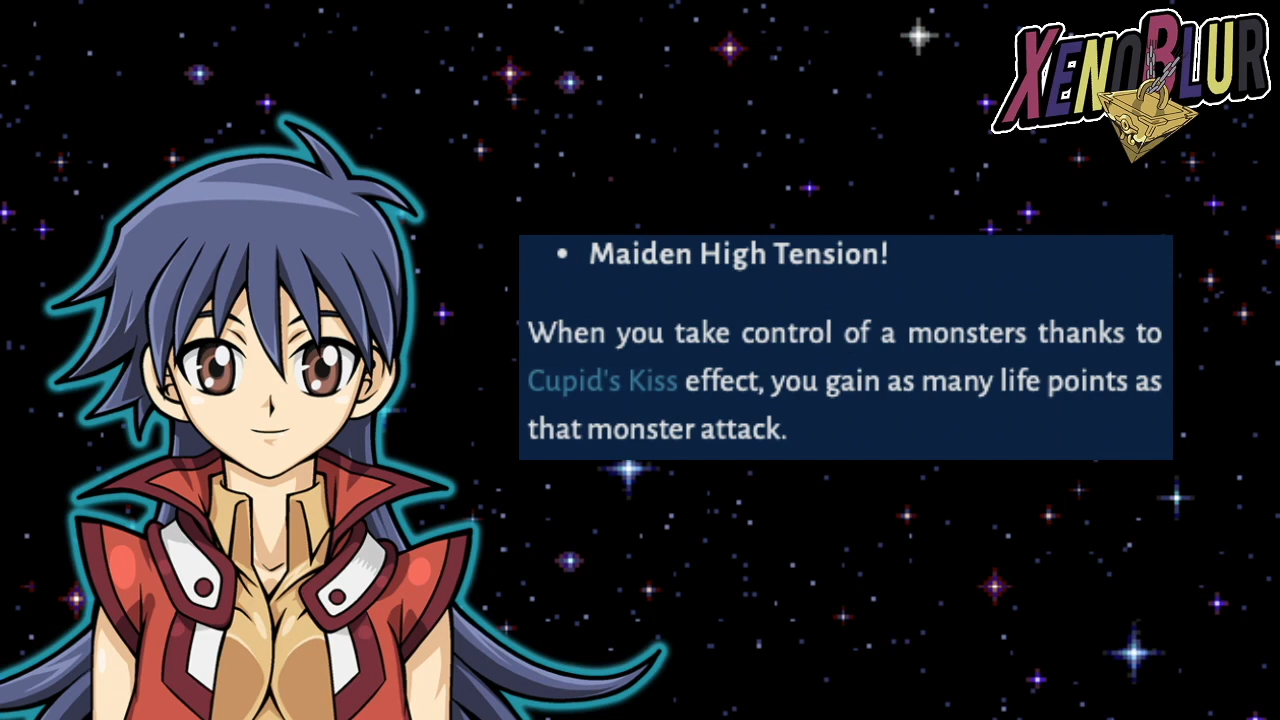 XENOBLUR
• Maiden High Tension!
When you take control of a monsters thanks to
Cupid's Kiss effect, you gain as many life points as
that monster attack.